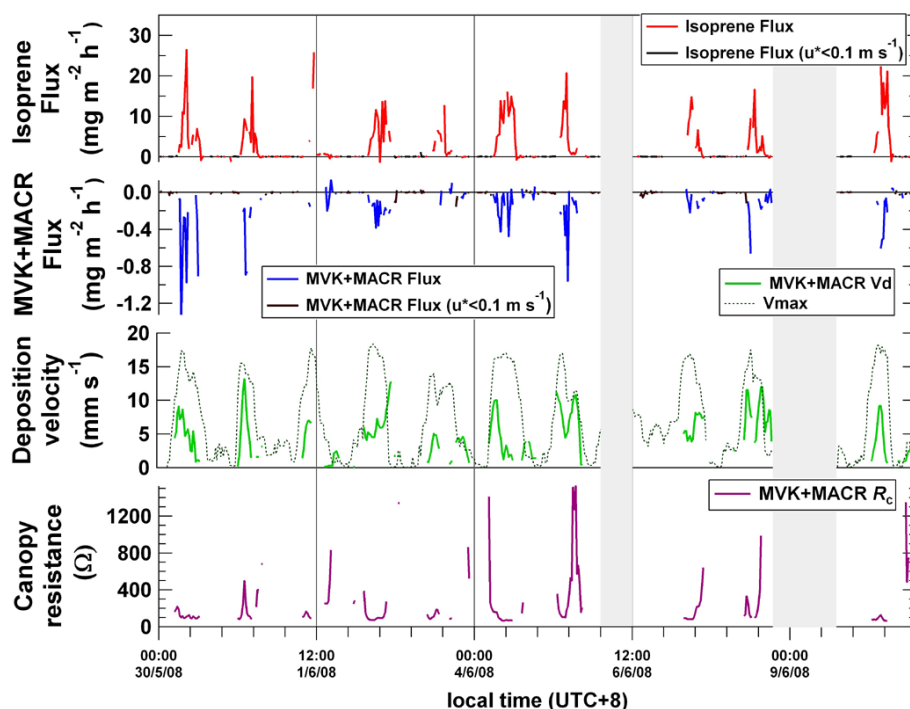 Isoprene Flux
(mg m-2 h-1)
30
20
10
0
Isoprene Flux
Isoprene Flux (u*<0.1 m s-1)
MVK+MACR Flux
(mg m-2 h-1)
0.0
-0.4
-0.8
-1.2
MVK+MACR Flux
MVK+MACR Flux (u*<0.1 m s-1)
MVK+MACR Vd
Vmax
Deposition
velocity
(mm s-1)
20
15
10
5
0
Canopy
resistance
(Ω)
1200
800
400
0
MVK+MACR Rc
00:00 12:00 00:00 12:00 00:00
30/5/08 1/6/08 4/6/08 6/6/08 9/6/08
local time (UTC+8)